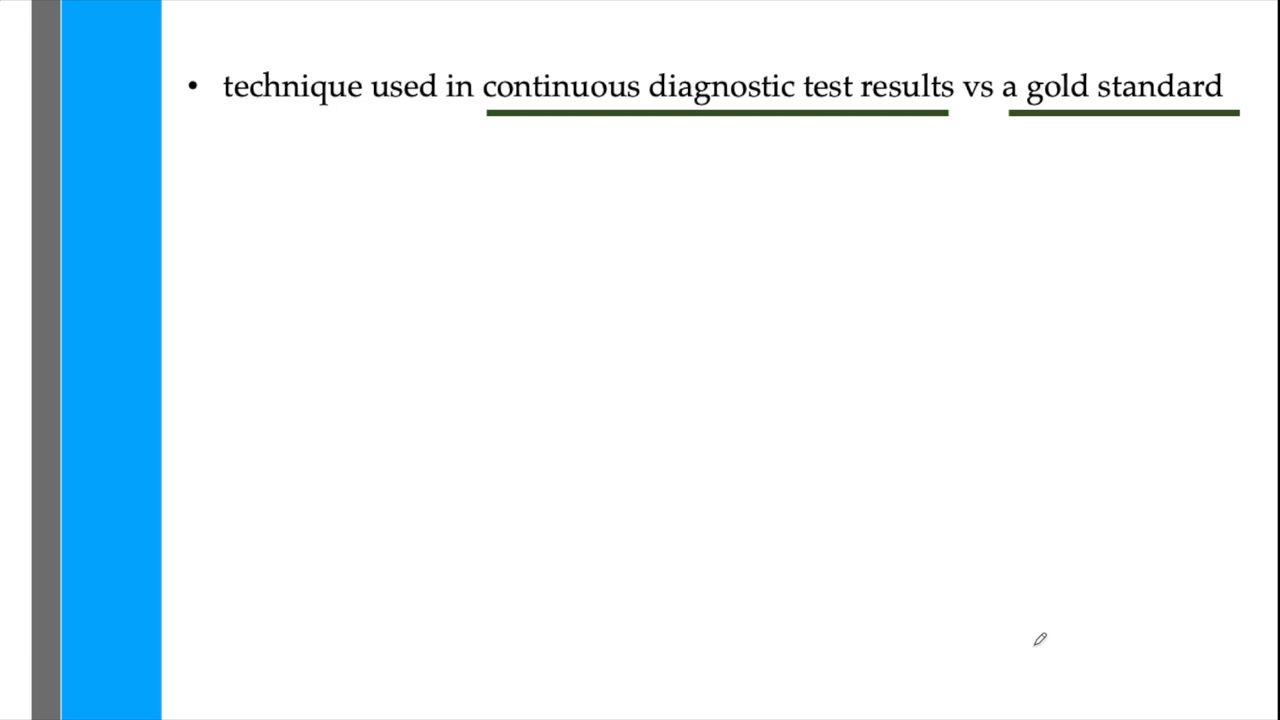 • technique used in continuous diagnostic test results vs a gold standard